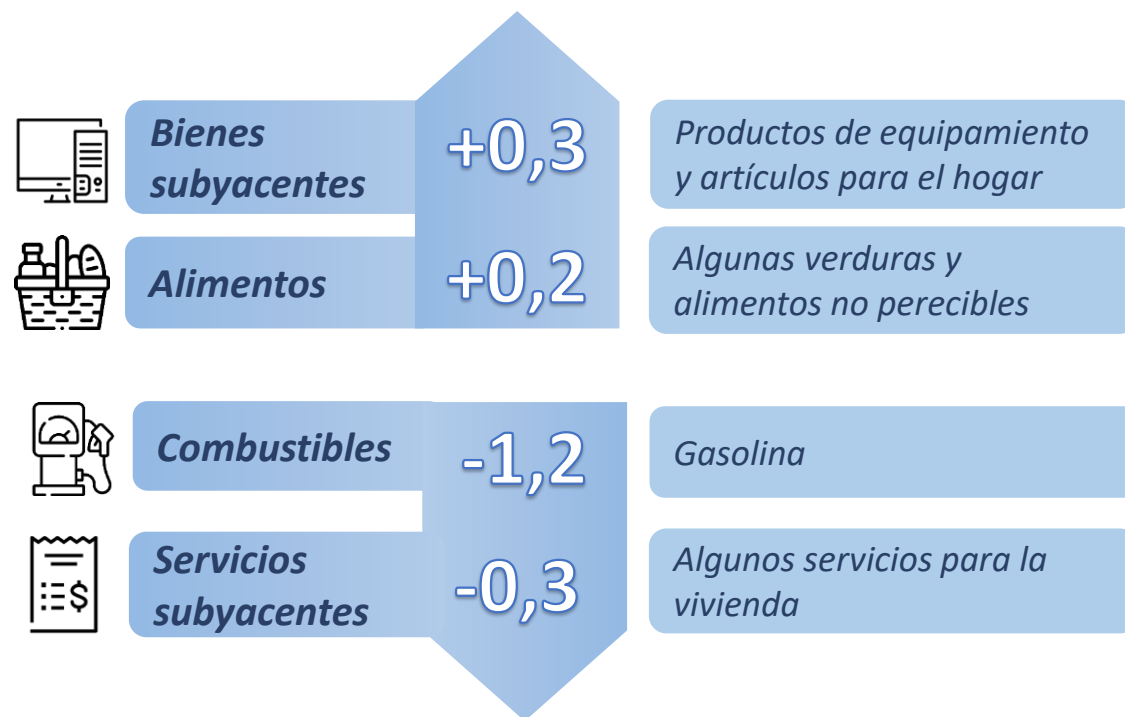 Bienes
subyacentes
+0,3
Productos de equipamiento
y artículos para el hogar
Alimentos
+0,2
Algunas verduras y
alimentos no perecibles
Combustibles
-1,2
Gasolina
Servicios
subyacentes
-0,3
Algunos servicios para la
vivienda
$